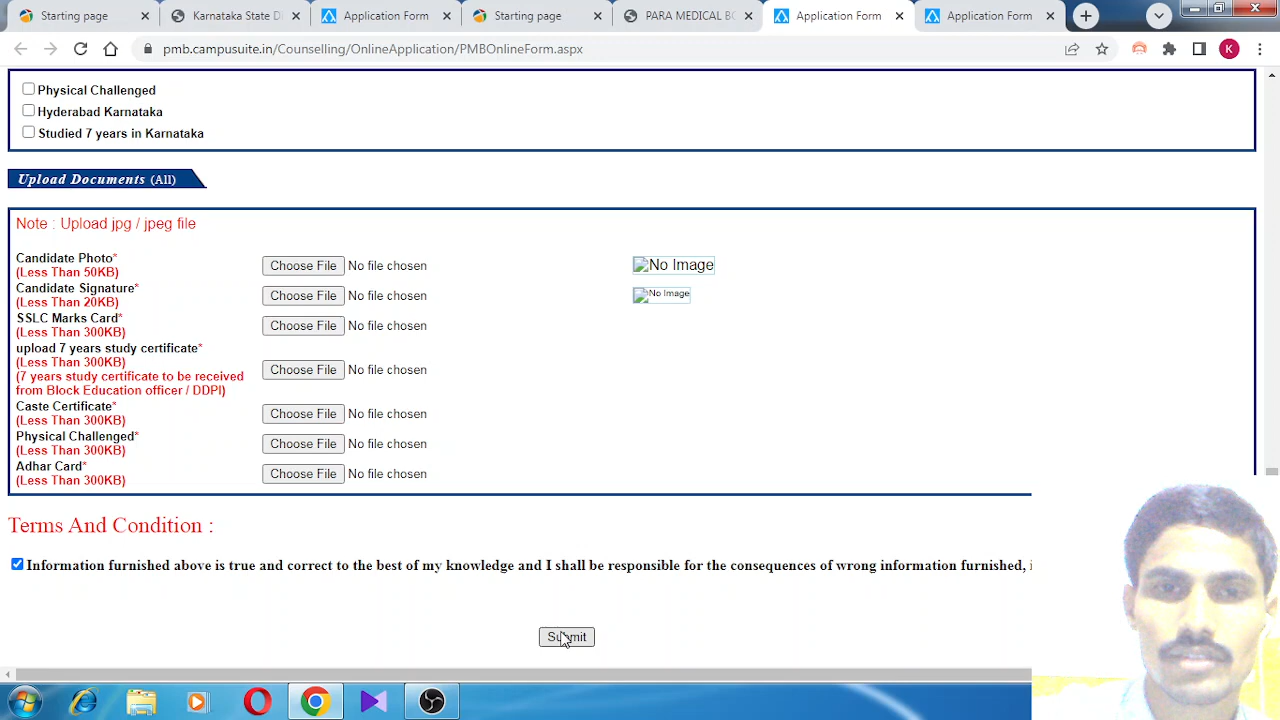 Starting page
Karnataka State Di
Application Form
Starting page
PARA MEDICAL BO
Application Form
Application Form
pmb.campusuite.in/Counselling/OnlineApplication/PMBOnlineForm.aspx
K
Physical Challenged
Hyderabad Karnataka
Studied 7 years in Karnataka
Upload Documents (All)
Note : Upload jpg / jpeg file
Candidate Photo*
(Less Than 50KB)
Choose File No file chosen
No Image
Candidate Signature*
(Less Than 20KB)
Choose File No file chosen
No Image
SSLC Marks Card*
(Less Than 300KB)
Choose File No file chosen
upload 7 years study certificate*
(Less Than 300KB)
(7 years study certificate to be received
from Block Education officer / DDPI)
Choose File No file chosen
Caste Certificate*
(Less Than 300KB)
Choose File No file chosen
Physical Challenged*
(Less Than 300KB)
Choose File No file chosen
Adhar Card*
(Less Than 300KB)
Choose File No file chosen
Terms And Condition :
Information furnished above is true and correct to the best of my knowledge and I shall be responsible for the consequences of wrong information furnished, i
Submit